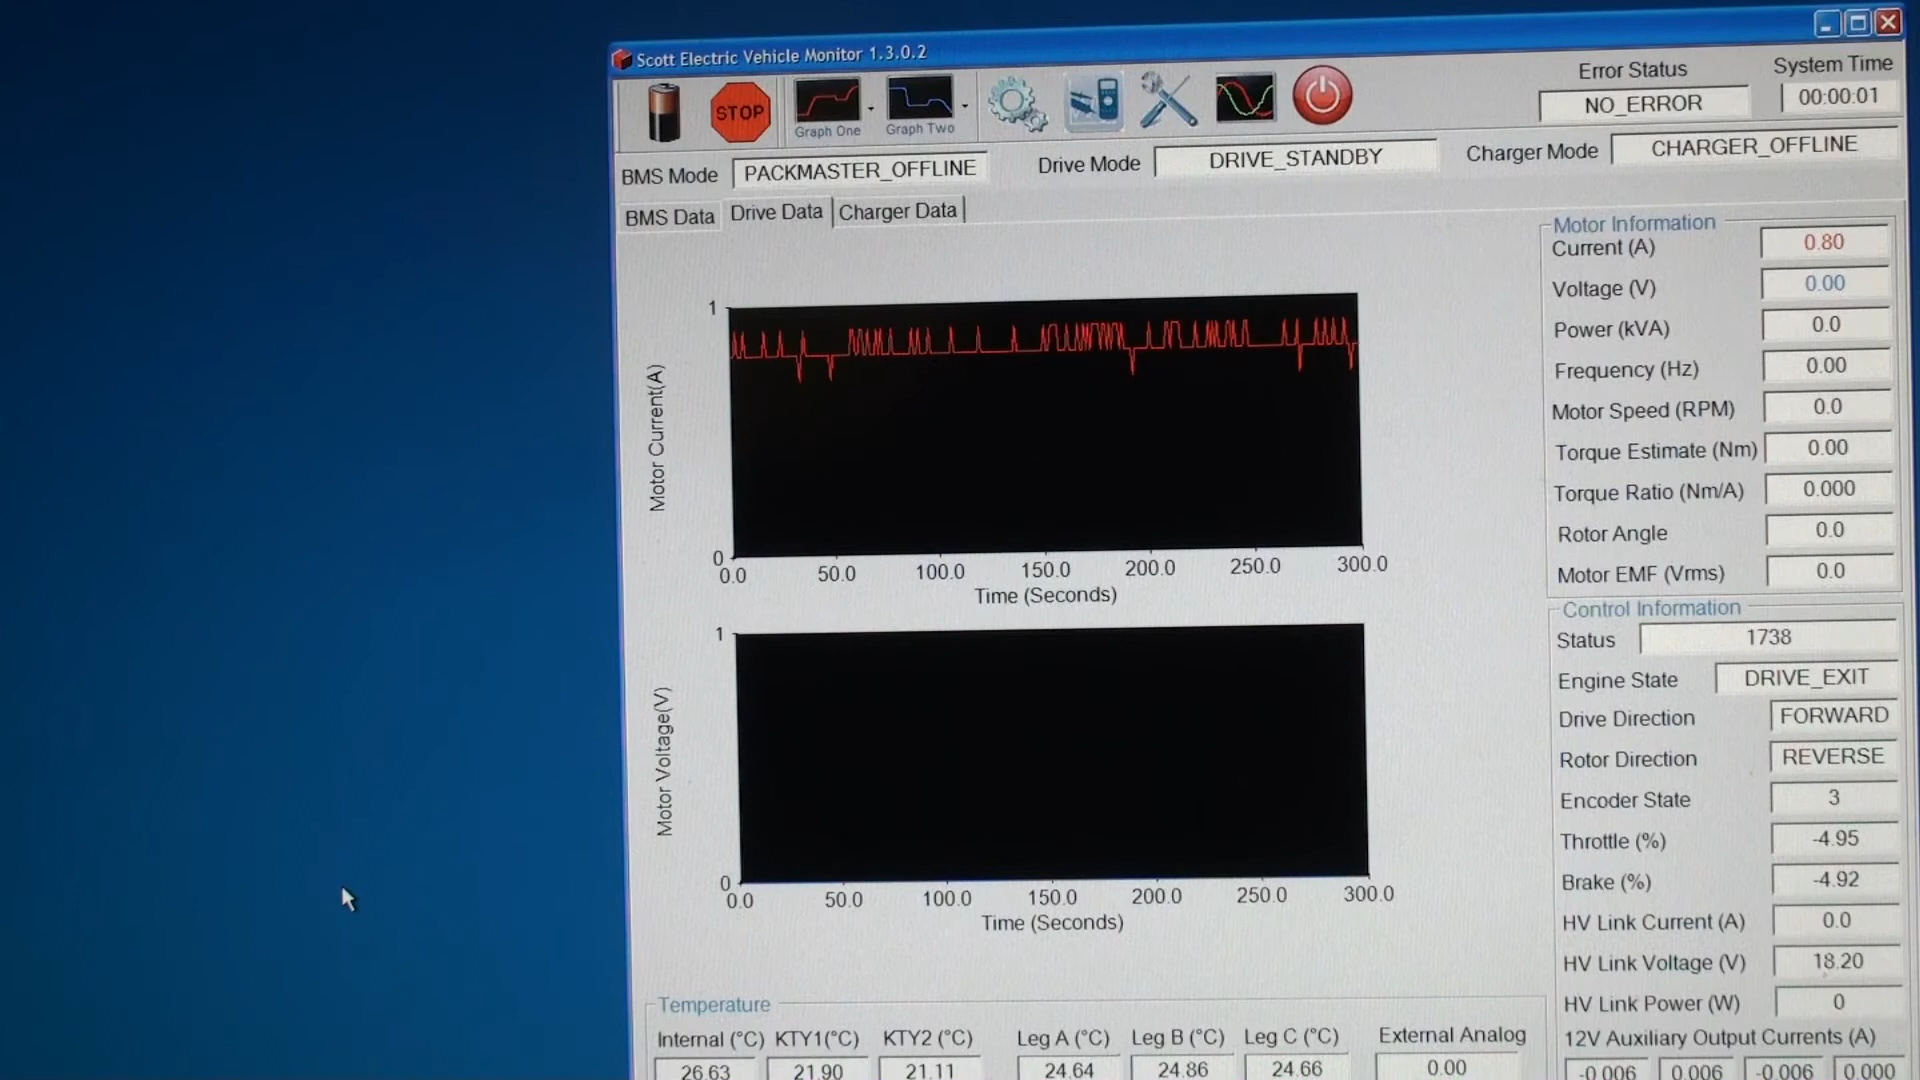 Scott Electric Vehicle Monitor 1.3.0.2
STOP
Graph One
Graph Two
Error Status
NO_ERROR
System Time
00:00:01
BMS Mode
PACKMASTER_OFFLINE
Drive Mode
DRIVE_STANDBY
Charger Mode
CHARGER_OFFLINE
BMS Data
Drive Data
Charger Data
1
Motor Current(A)
0
0.0 50.0 100.0 150.0 200.0 250.0 300.0
Time (Seconds)
1
Motor Voltage(V)
0
0.0 50.0 100.0 150.0 200.0 250.0 300.0
Time (Seconds)
Motor Information
Current (A) 0.80
Voltage (V) 0.00
Power (kVA) 0.0
Frequency (Hz) 0.00
Motor Speed (RPM) 0.0
Torque Estimate (Nm) 0.00
Torque Ratio (Nm/A) 0.000
Rotor Angle 0.0
Motor EMF (Vrms) 0.0
Control Information
Status 1738
Engine State DRIVE_EXIT
Drive Direction FORWARD
Rotor Direction REVERSE
Encoder State 3
Throttle (%) -4.95
Brake (%) -4.92
HV Link Current (A) 0.0
HV Link Voltage (V) 18.20
HV Link Power (W) 0
12V Auxiliary Output Currents (A)
-0.006 0.006 -0.006 0.000
Temperature
Internal (°C) KTY1(°C) KTY2 (°C) Leg A (°C) Leg B (°C) Leg C (°C) External Analog
26.63 21.90 21.11 24.64 24.86 24.66 0.00